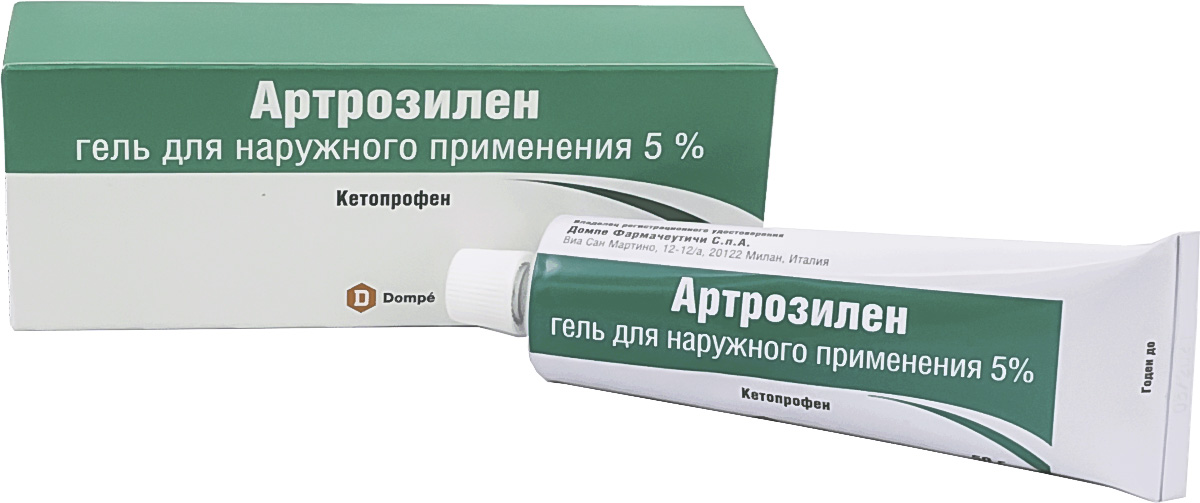 Артрозилен
гель для наружного применения 5 %
Кетопрофен
D Dompé
Владелец регистрационного удостоверения
Домпе Фармачеутичи С.п.А.
Виа Сан Мартино, 12-12/а, 20122 Милан, Италия
Артрозилен
гель для наружного применения 5%
Кетопрофен
Годен до